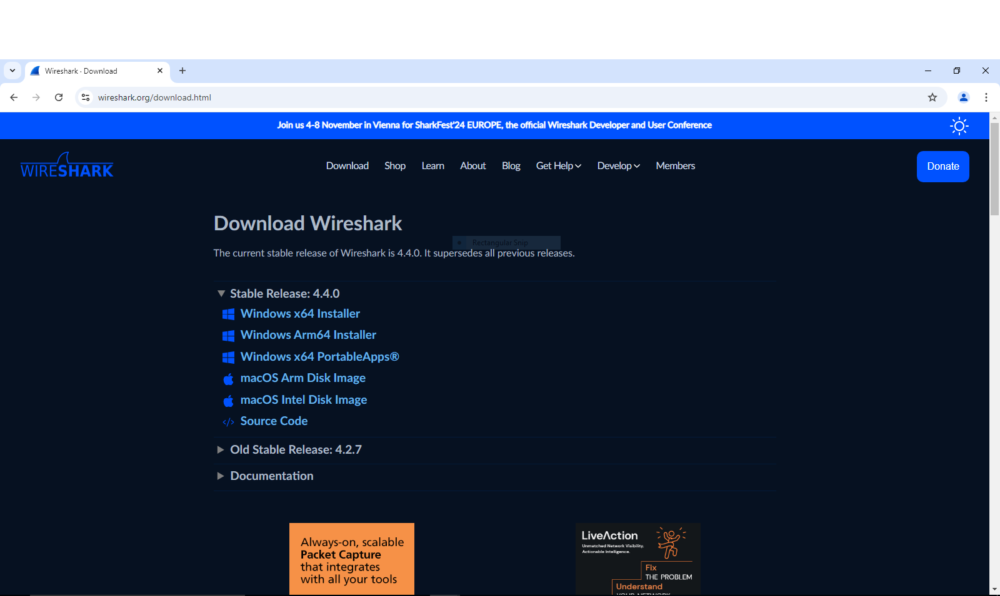 Wireshark · Download
wireshark.org/download.html
Join us 4-8 November in Vienna for SharkFest'24 EUROPE, the official Wireshark Developer and User Conference
WIRESHARK
Download Shop Learn About Blog Get Help Develop Members
Donate
Download Wireshark
Rectangular Snip
The current stable release of Wireshark is 4.4.0. It supersedes all previous releases.
Stable Release: 4.4.0
Windows x64 Installer
Windows Arm64 Installer
Windows x64 PortableApps®
macOS Arm Disk Image
macOS Intel Disk Image
</> Source Code
Old Stable Release: 4.2.7
Documentation
Always-on, scalable
Packet Capture
that integrates
with all your tools
LiveAction
Unmatched Network Visibility.
Actionable Intelligence.
Fix
THE PROBLEM
Understand
YOUR NETWORK